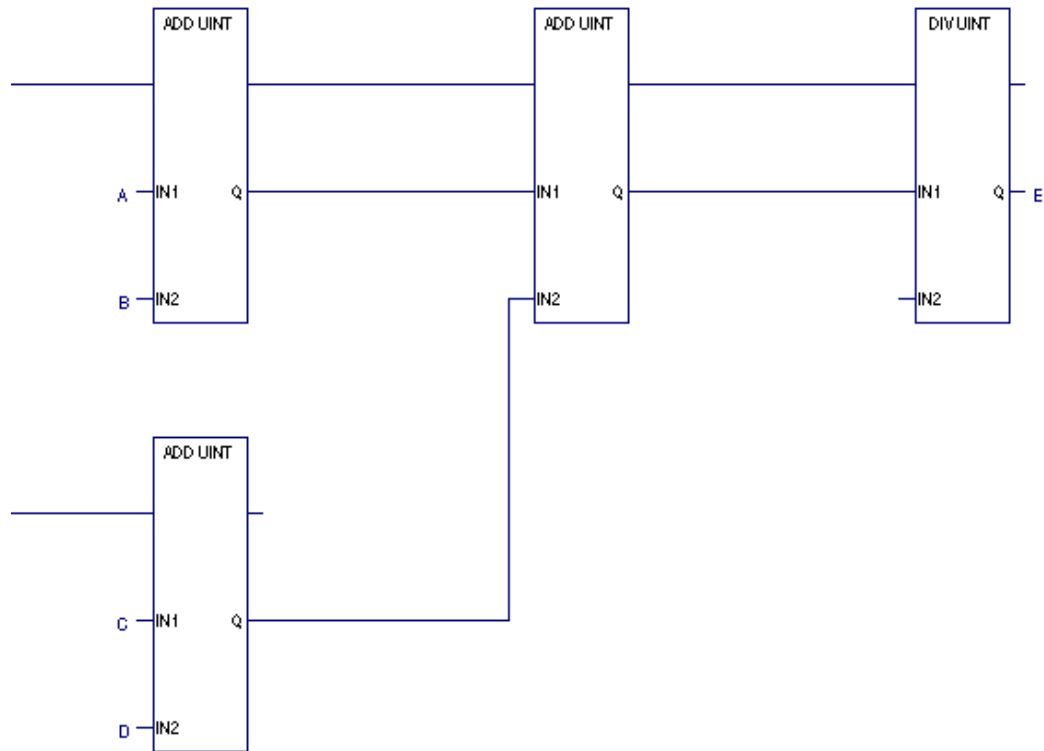 ADD UINT
ADD UINT
DIV UINT
A IN1 Q IN1 Q IN1 Q E
B IN2 IN2 IN2
ADD UINT
C IN1 Q
D IN2